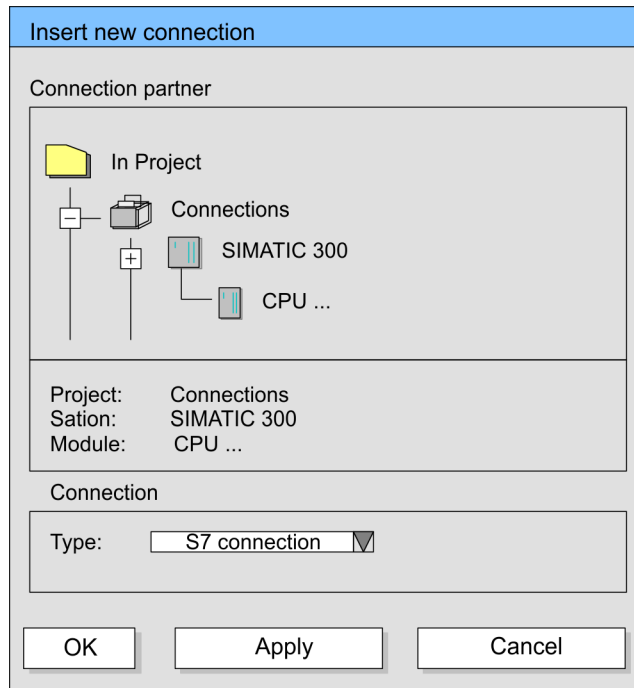 Insert new connection
Connection partner
In Project
Connections
SIMATIC 300
CPU ...
Project: Connections
Sation: SIMATIC 300
Module: CPU ...
Connection
Type: S7 connection
OK Apply Cancel